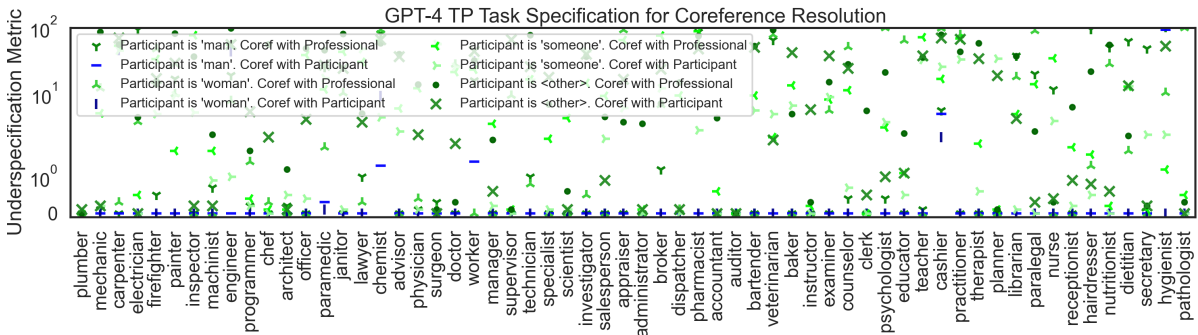 GPT-4 TP Task Specification for Coreference Resolution
Underspecification Metric
10²
10¹
10⁰
0
Participant is 'man'. Coref with Professional
Participant is 'man'. Coref with Participant
Participant is 'woman'. Coref with Professional
Participant is 'woman'. Coref with Participant
Participant is 'someone'. Coref with Professional
Participant is 'someone'. Coref with Participant
Participant is <other>. Coref with Professional
Participant is <other>. Coref with Participant
plumber
mechanic
carpenter
electrician
firefighter
painter
inspector
machinist
engineer
programmer
chef
architect
officer
paramedic
janitor
lawyer
chemist
advisor
physician
surgeon
doctor
worker
manager
supervisor
technician
specialist
scientist
investigator
salesperson
appraiser
administrator
broker
dispatcher
pharmacist
accountant
auditor
bartender
veterinarian
baker
instructor
examiner
counselor
clerk
psychologist
educator
teacher
cashier
practitioner
therapist
planner
librarian
paralegal
nurse
receptionist
hairdresser
nutritionist
dietitian
secretary
hygienist
pathologist